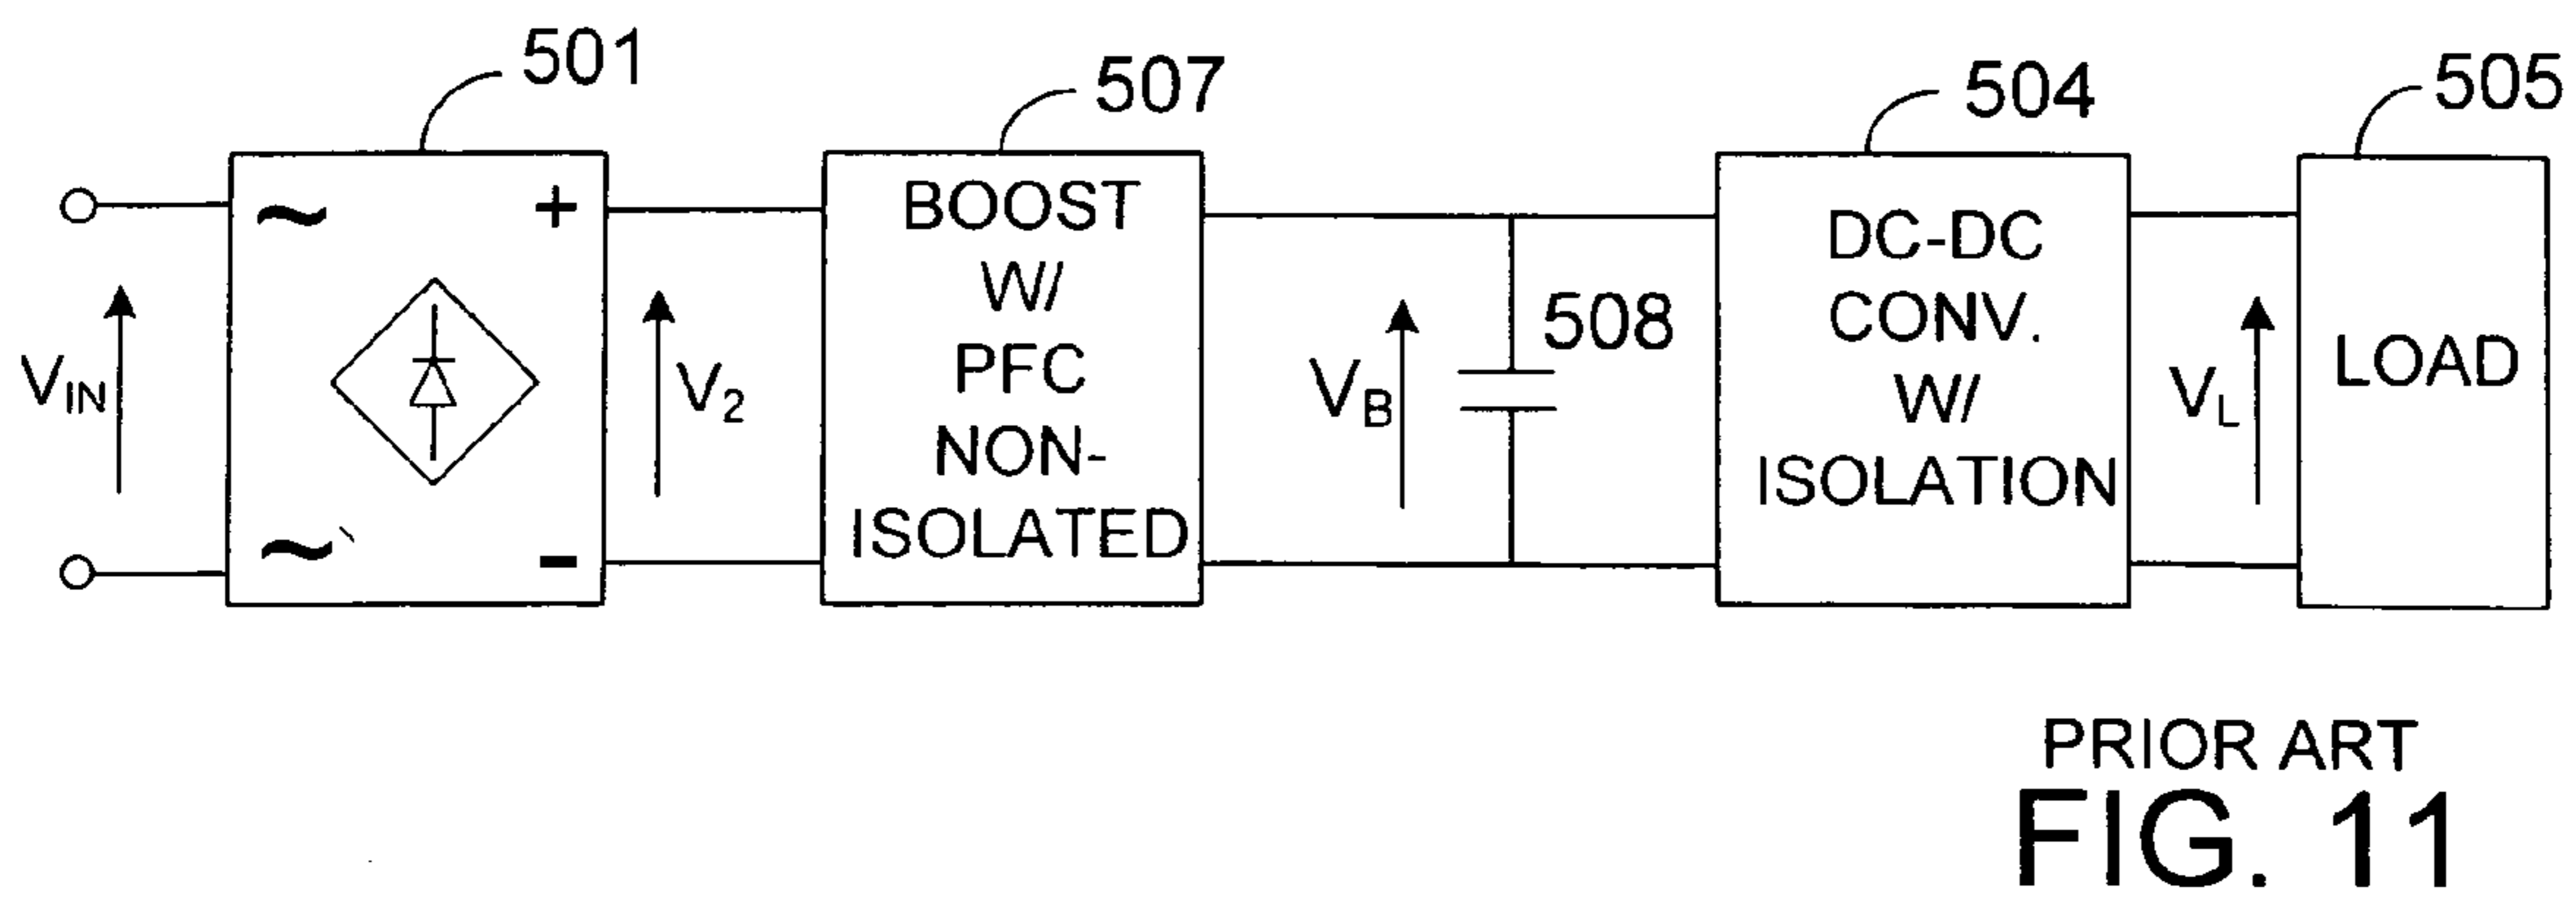 501
507
504
505
~
+
~
-
V_IN
V_2
BOOST
W/
PFC
NON-
ISOLATED
V_B
508
DC-DC
CONV.
W/
ISOLATION
V_L
LOAD
PRIOR ART
FIG. 11